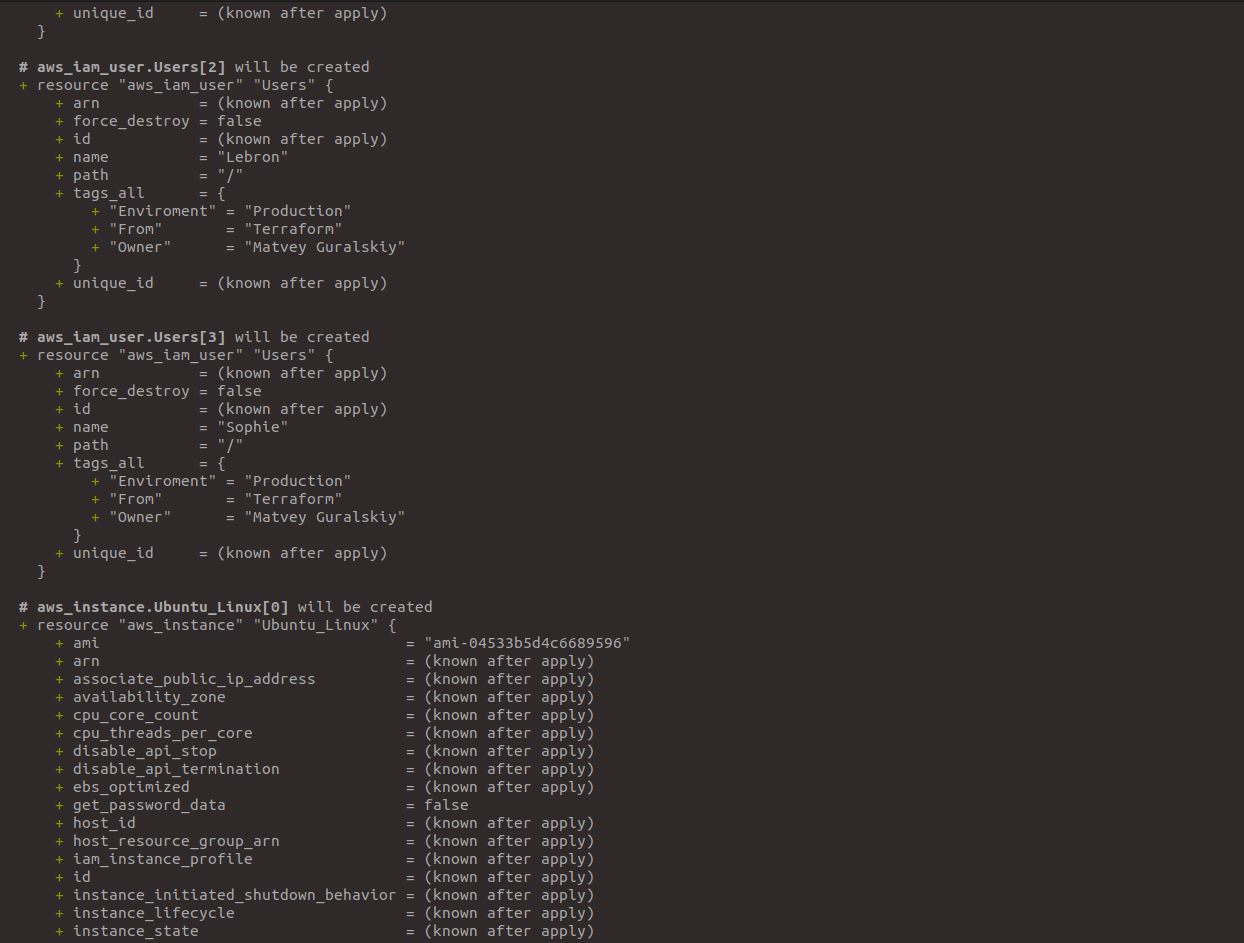 + unique_id     = (known after apply)
}
# aws_iam_user.Users[2] will be created
+ resource "aws_iam_user" "Users" {
+ arn           = (known after apply)
+ force_destroy = false
+ id            = (known after apply)
+ name          = "Lebron"
+ path          = "/"
+ tags_all      = {
+ "Enviroment" = "Production"
+ "From"       = "Terraform"
+ "Owner"      = "Matvey Guralskiy"
}
+ unique_id     = (known after apply)
}
# aws_iam_user.Users[3] will be created
+ resource "aws_iam_user" "Users" {
+ arn           = (known after apply)
+ force_destroy = false
+ id            = (known after apply)
+ name          = "Sophie"
+ path          = "/"
+ tags_all      = {
+ "Enviroment" = "Production"
+ "From"       = "Terraform"
+ "Owner"      = "Matvey Guralskiy"
}
+ unique_id     = (known after apply)
}
# aws_instance.Ubuntu_Linux[0] will be created
+ resource "aws_instance" "Ubuntu_Linux" {
+ ami                                  = "ami-04533b5d4c6689596"
+ arn                                  = (known after apply)
+ associate_public_ip_address          = (known after apply)
+ availability_zone                    = (known after apply)
+ cpu_core_count                       = (known after apply)
+ cpu_threads_per_core                 = (known after apply)
+ disable_api_stop                     = (known after apply)
+ disable_api_termination              = (known after apply)
+ ebs_optimized                        = (known after apply)
+ get_password_data                    = false
+ host_id                              = (known after apply)
+ host_resource_group_arn              = (known after apply)
+ iam_instance_profile                 = (known after apply)
+ id                                   = (known after apply)
+ instance_initiated_shutdown_behavior = (known after apply)
+ instance_lifecycle                   = (known after apply)
+ instance_state                       = (known after apply)